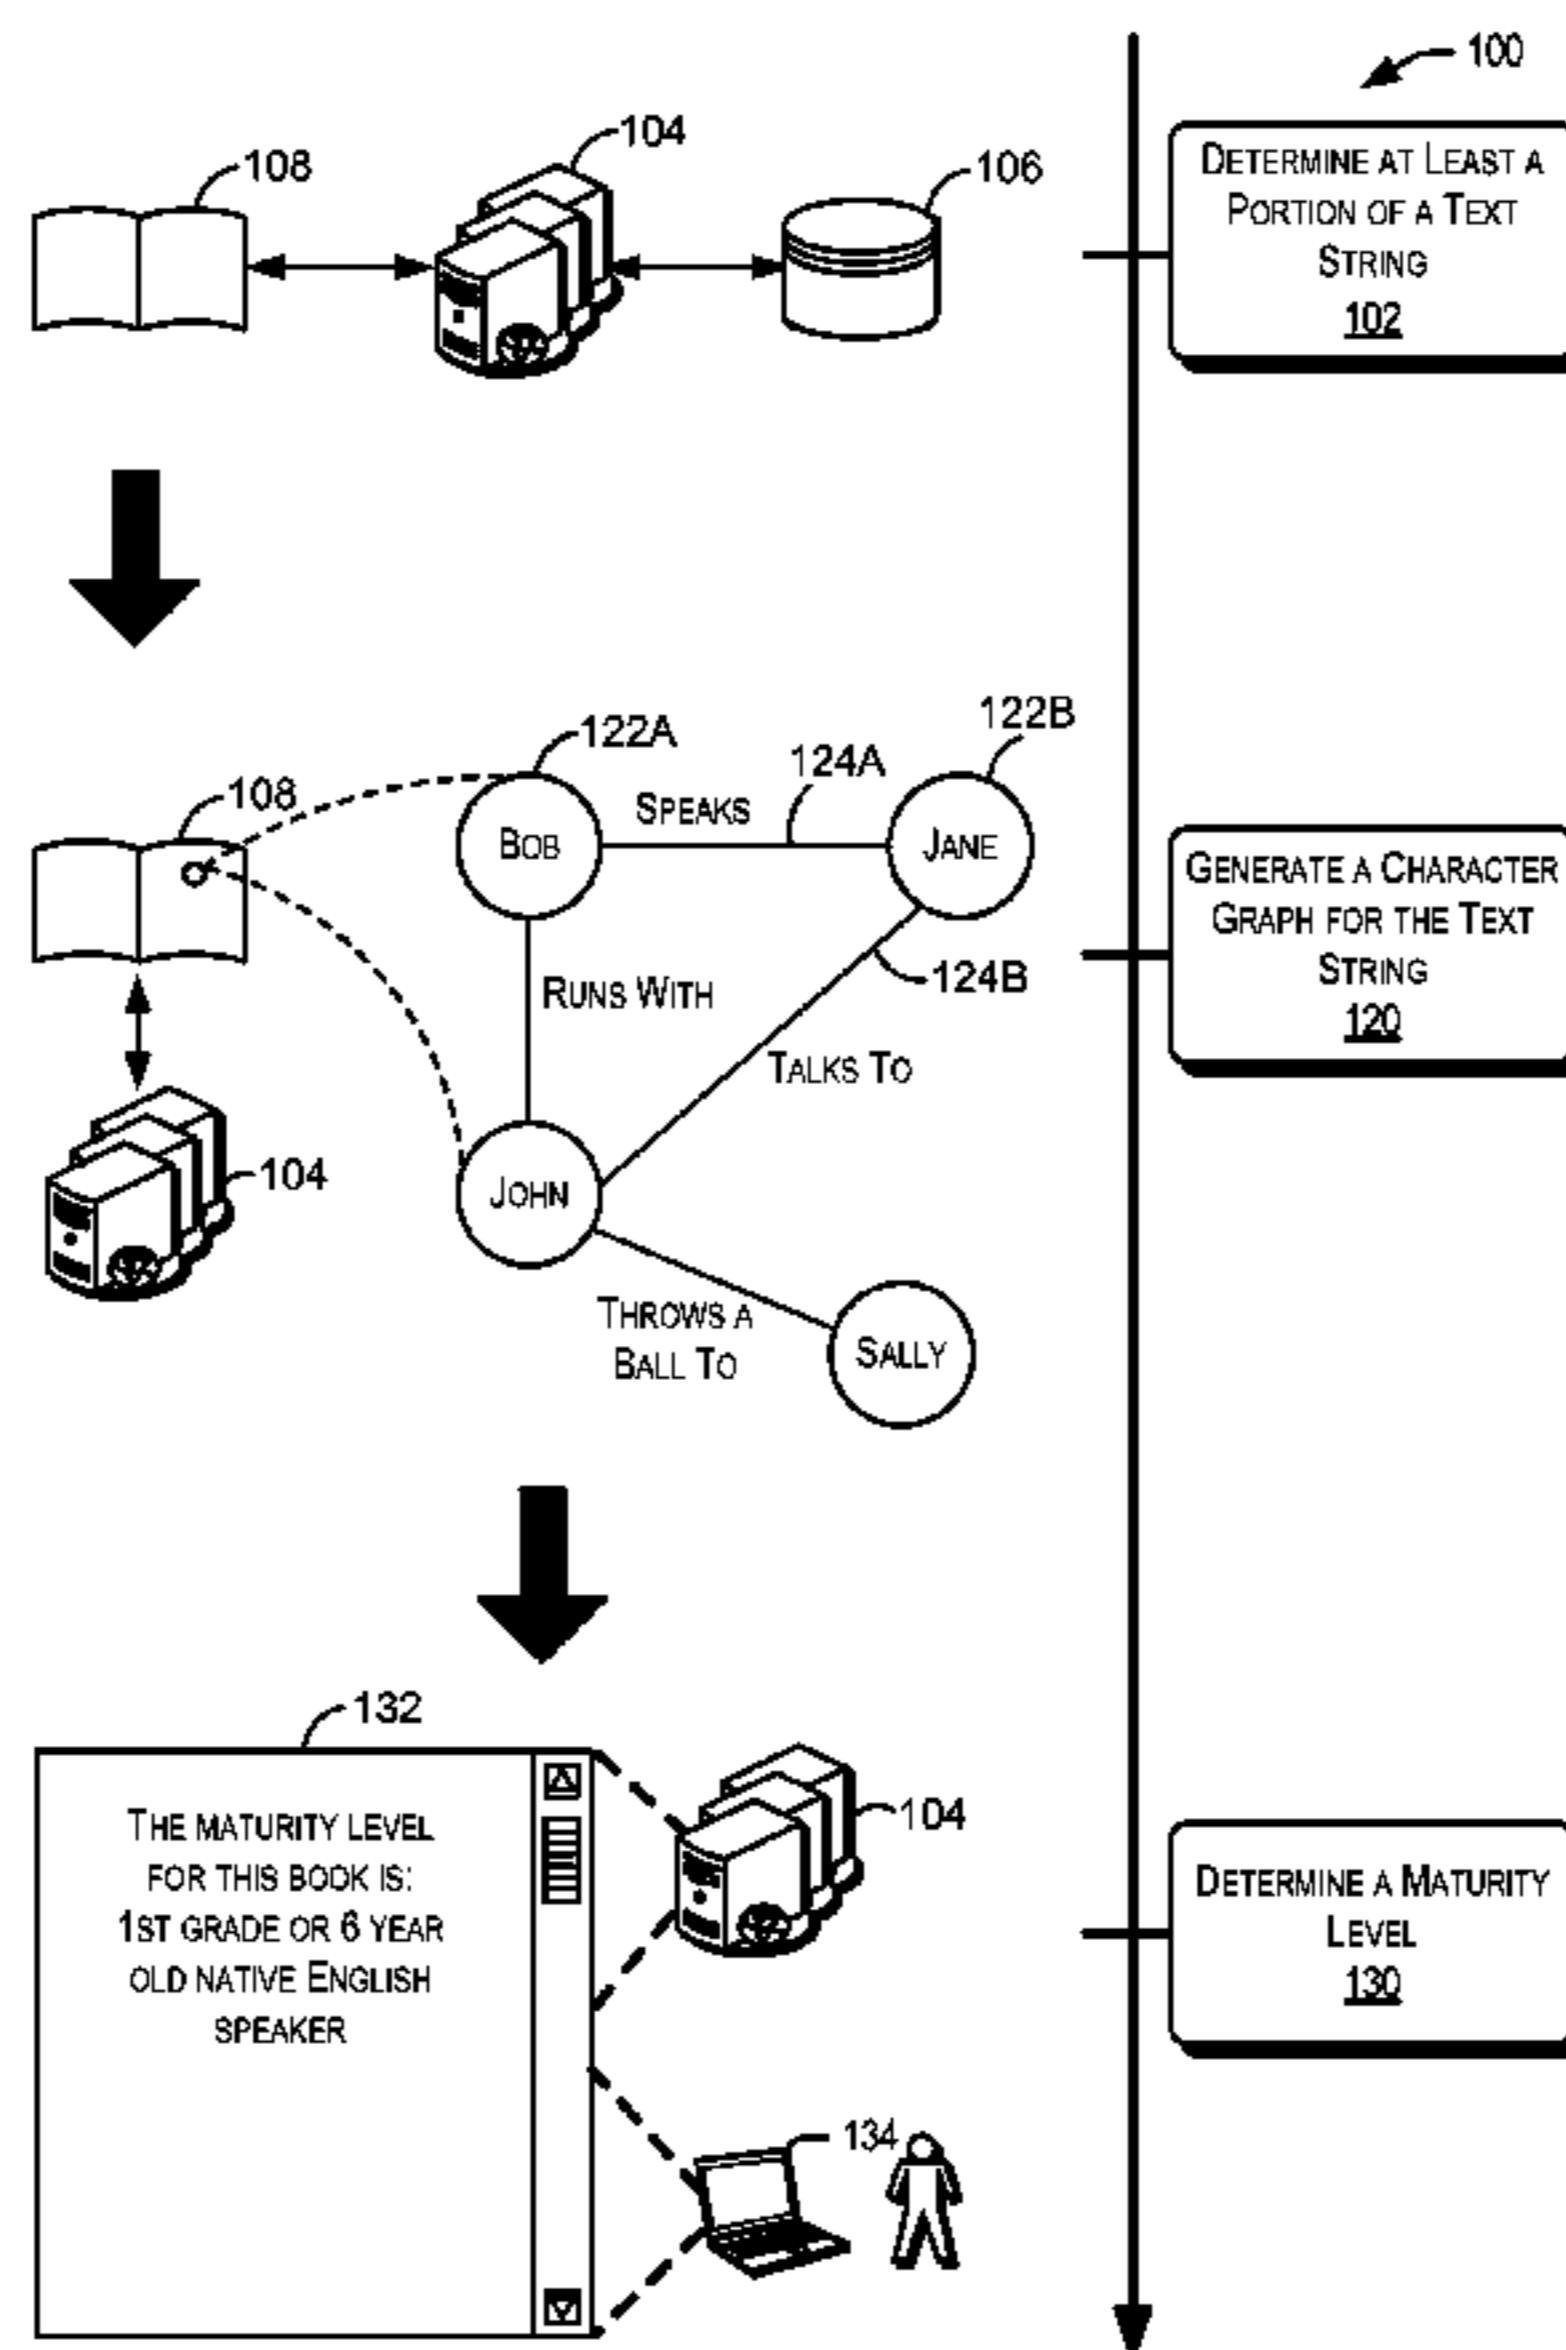 100
104
108
106
DETERMINE AT LEAST A
PORTION OF A TEXT
STRING
102
122B
122A
124A
108
SPEAKS
BOB
JANE
GENERATE A CHARACTER
GRAPH FOR THE TEXT
STRING
120
124B
RUNS WITH
TALKS TO
104
JOHN
THROWS A
BALL TO
SALLY
132
104
THE MATURITY LEVEL
FOR THIS BOOK IS:
1ST GRADE OR 6 YEAR
OLD NATIVE ENGLISH
SPEAKER
DETERMINE A MATURITY
LEVEL
130
134